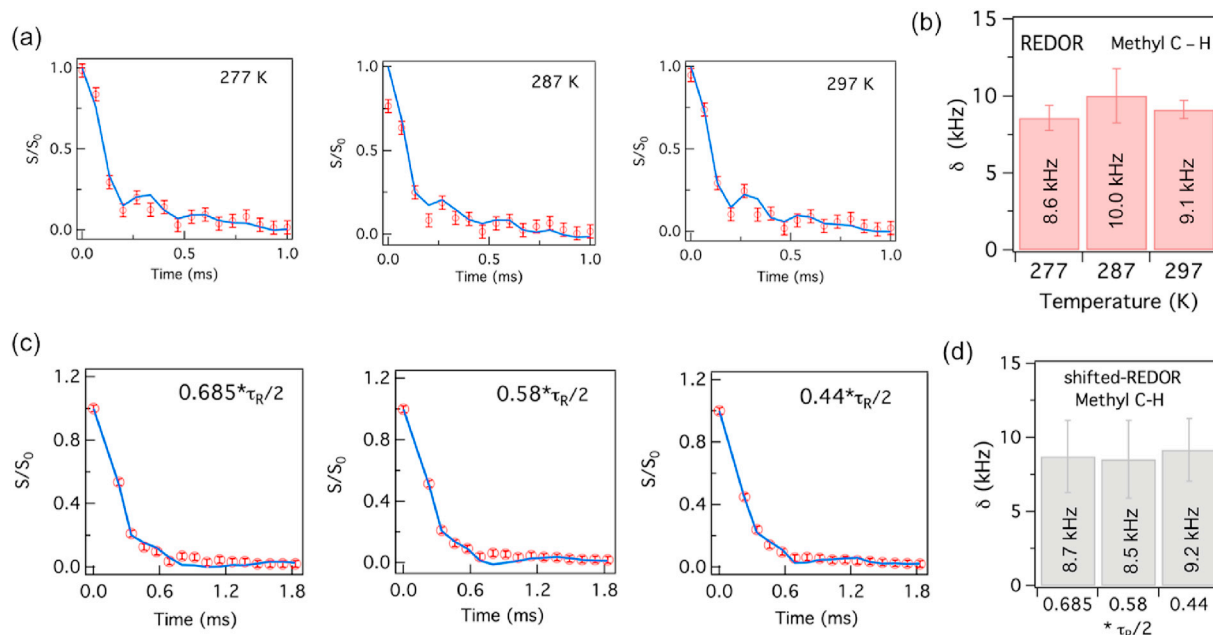 (a)
277 K
S/S0
1.0
0.5
0.0
0.0 0.5 1.0
Time (ms)
287 K
S/S0
1.0
0.5
0.0
0.0 0.5 1.0
Time (ms)
297 K
S/S0
1.0
0.5
0.0
0.0 0.5 1.0
Time (ms)
(b)
REDOR Methyl C – H
δ (kHz)
15
10
5
0
8.6 kHz
10.0 kHz
9.1 kHz
277 287 297
Temperature (K)
(c)
0.685*τR/2
S/S0
1.2
0.8
0.4
0.0
0.0 0.6 1.2 1.8
Time (ms)
0.58*τR/2
S/S0
1.2
0.8
0.4
0.0
0.0 0.6 1.2 1.8
Time (ms)
0.44*τR/2
S/S0
1.2
0.8
0.4
0.0
0.0 0.6 1.2 1.8
Time (ms)
(d)
shifted-REDOR
Methyl C-H
δ (kHz)
15
10
5
0
8.7 kHz
8.5 kHz
9.2 kHz
0.685 0.58 0.44
* τR/2